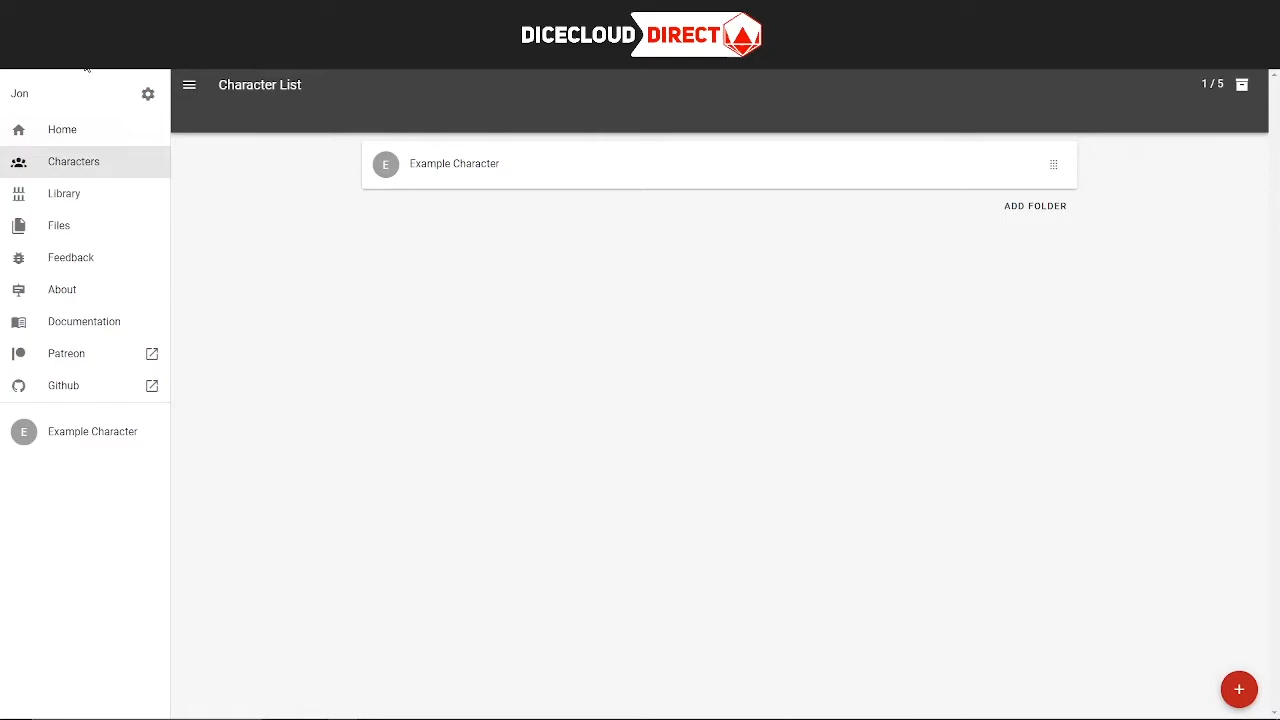 DICECLOUD DIRECT
Jon
Character List
1 / 5
Home
Characters
Library
Files
Feedback
About
Documentation
Patreon
Github
E Example Character
E Example Character
ADD FOLDER